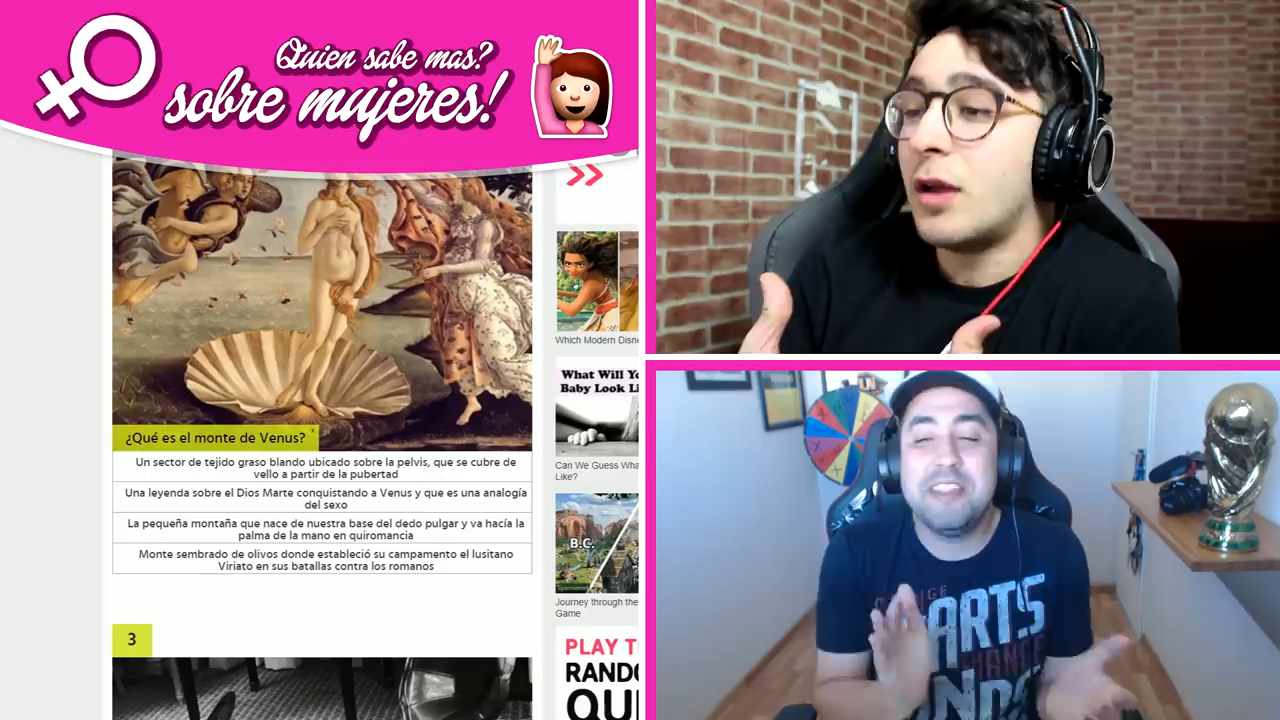 Quien sabe mas?
sobre mujeres!
¿Qué es el monte de Venus?
Un sector de tejido graso blando ubicado sobre la pelvis, que se cubre de
vello a partir de la pubertad
Una leyenda sobre el Dios Marte conquistando a Venus y que es una analogía
del sexo
La pequeña montaña que nace de nuestra base del dedo pulgar y va hacía la
palma de la mano en quiromancia
Monte sembrado de olivos donde estableció su campamento el lusitano
Viriato en sus batallas contra los romanos
3
Which Modern Disne
What Will Yo
Baby Look Li
Can We Guess Wha
Like?
B.C.
Sponsored
Journey through the
Game
PLAY T
RANDO
QUI
ARTS